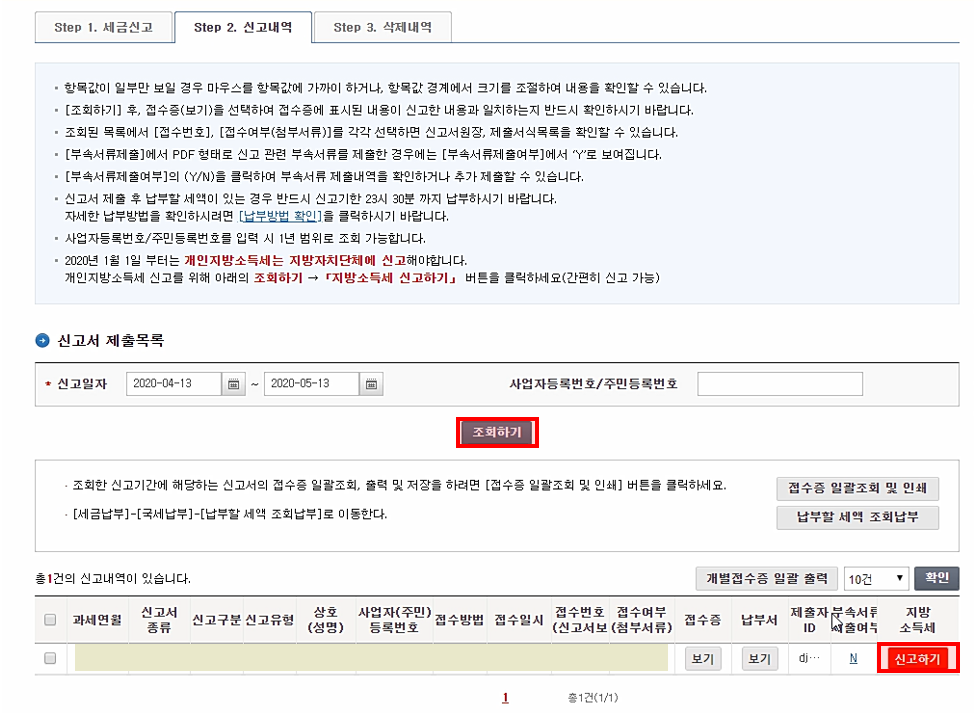 Step 1. 세금신고 Step 2. 신고내역 Step 3. 삭제내역
항목값이 일부만 보일 경우 마우스를 항목값에 가까이 하거나, 항목값 경계에서 크기를 조절하여 내용을 확인할 수 있습니다.
[조회하기] 후, 접수증(보기)을 선택하여 접수증에 표시된 내용이 신고한 내용과 일치하는지 반드시 확인하시기 바랍니다.
조회된 목록에서 [접수번호], [접수여부(첨부서류)]를 각각 선택하면 신고서원장, 제출서식목록을 확인할 수 있습니다.
[부속서류제출]에서 PDF 형태로 신고 관련 부속서류를 제출한 경우에는 [부속서류제출여부]에서 'Y'로 보여집니다.
[부속서류제출여부]의 (Y/N)을 클릭하여 부속서류 제출내역을 확인하거나 추가 제출할 수 있습니다.
신고서 제출 후 납부할 세액이 있는 경우 반드시 신고기한 23시 30분 까지 납부하시기 바랍니다.
자세한 납부방법을 확인하시려면 [납부방법 확인]을 클릭하시기 바랍니다.
사업자등록번호/주민등록번호를 입력 시 1년 범위로 조회 가능합니다.
2020년 1월 1일 부터는 개인지방소득세는 지방자치단체에 신고해야합니다.
개인지방소득세 신고를 위해 아래의 조회하기 → 「지방소득세 신고하기」 버튼을 클릭하세요(간편히 신고 가능)
신고서 제출목록
* 신고일자 2020-04-13 ~ 2020-05-13 사업자등록번호/주민등록번호
조회하기
· 조회한 신고기간에 해당하는 신고서의 접수증 일괄조회, 출력 및 저장을 하려면 [접수증 일괄조회 및 인쇄] 버튼을 클릭하세요.
접수증 일괄조회 및 인쇄
· [세금납부]-[국세납부]-[납부할 세액 조회납부]로 이동한다.
납부할 세액 조회납부
총1건의 신고내역이 있습니다. 개별접수증 일괄 출력 10건 확인
과세연월 신고서 종류 신고구분 신고유형 상호 (성명) 사업자(주민) 등록번호 접수방법 접수일시 접수번호 (신고서보 접수여부 (첨부서류) 접수증 납부서 제출자 ID 부속서류 제출여부 지방 소득세
보기 보기 dj… N 신고하기
1 총1건(1/1)